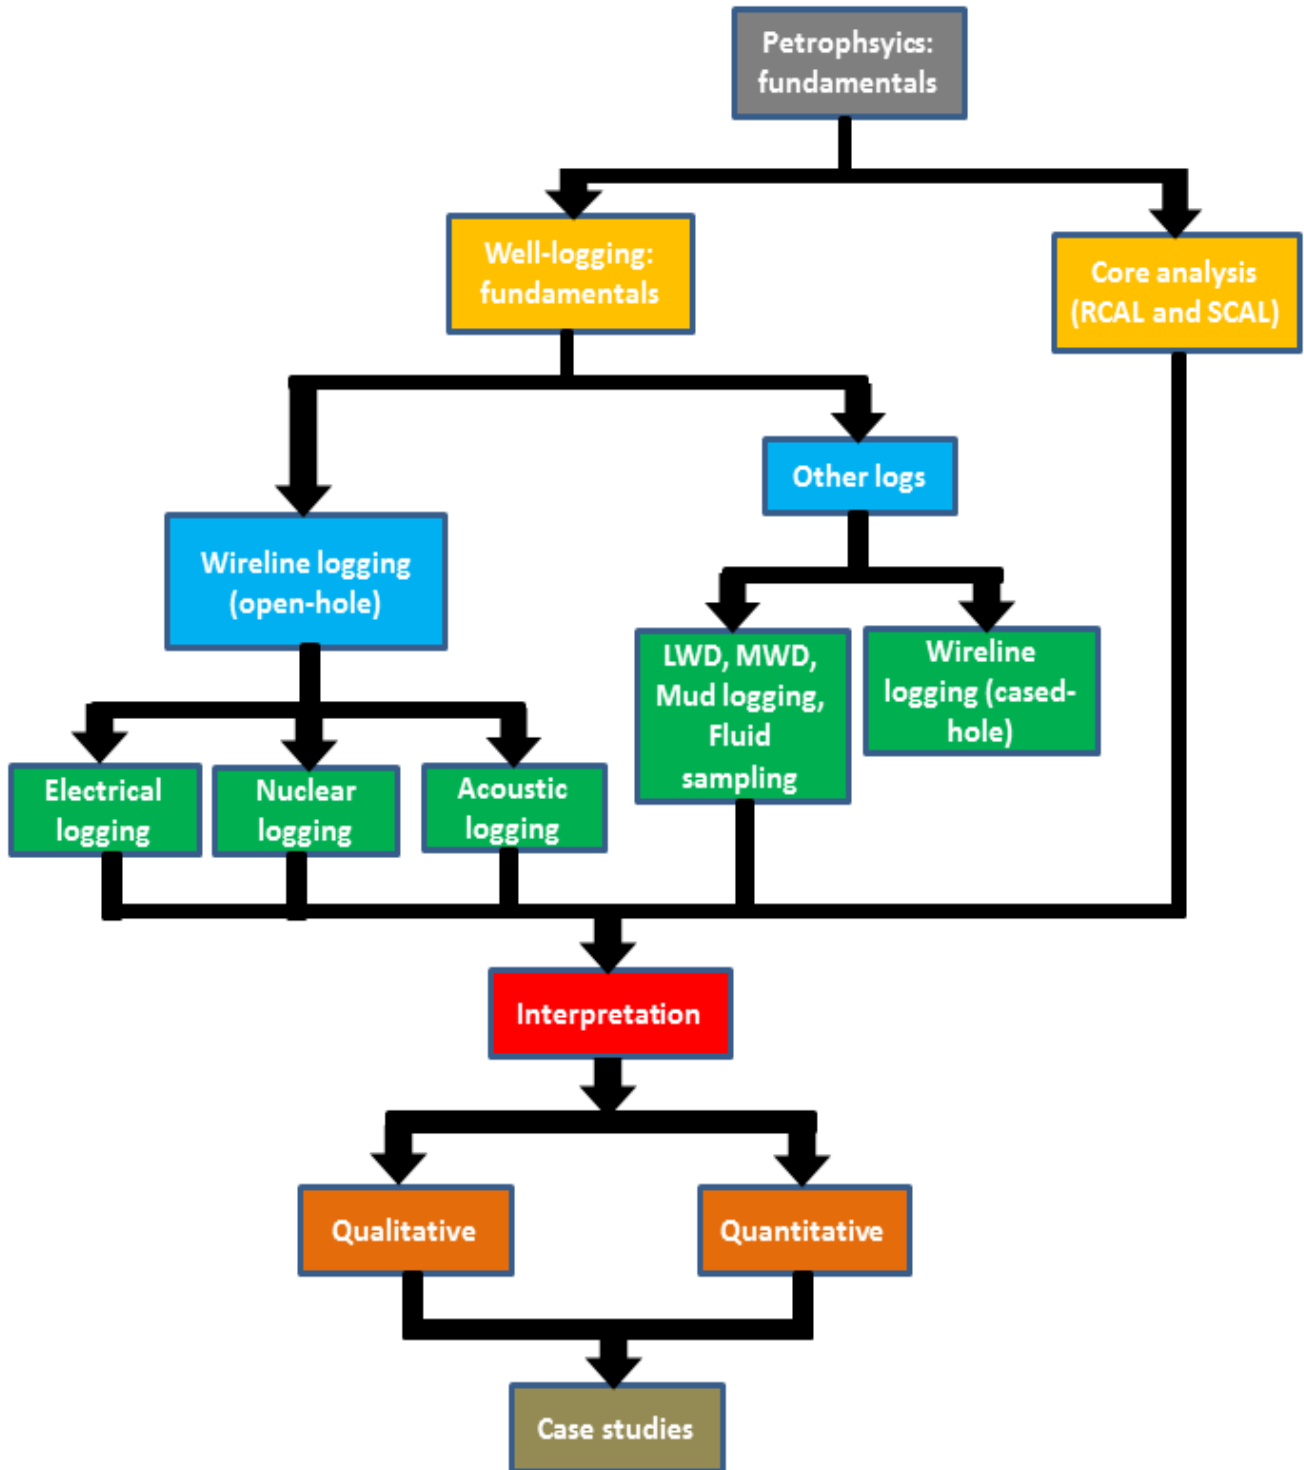 Petrophsyics:
fundamentals
Well-logging:
fundamentals
Core analysis
(RCAL and SCAL)
Other logs
Wireline logging
(open-hole)
LWD, MWD,
Mud logging,
Fluid
sampling
Wireline
logging (cased-
hole)
Electrical
logging
Nuclear
logging
Acoustic
logging
Interpretation
Qualitative
Quantitative
Case studies